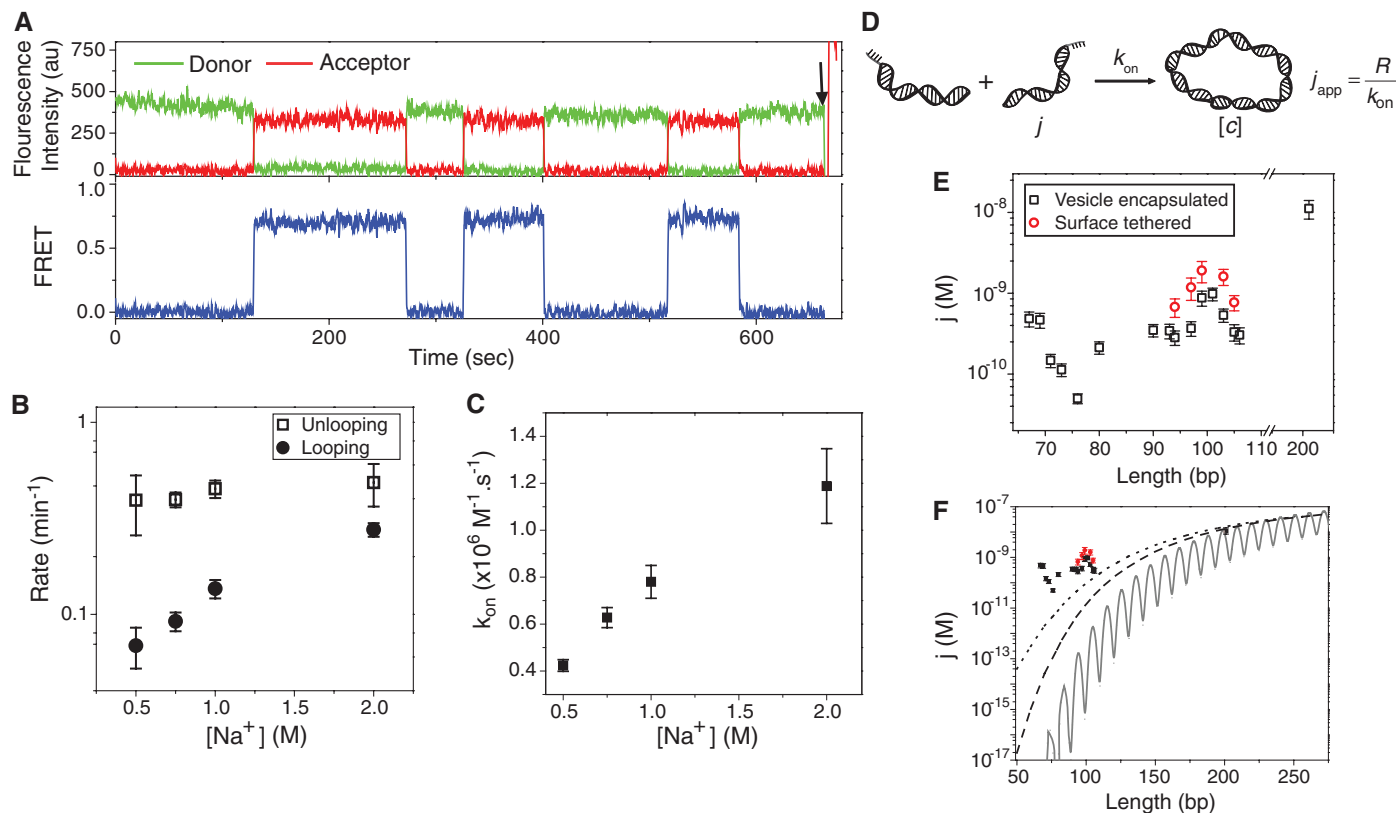 A
Flourescence
Intensity (au)
750
500
250
0
Donor
Acceptor
FRET
1.0
0.5
0.0
0
200
400
600
Time (sec)
B
Rate (min⁻¹)
1
0.1
Unlooping
Looping
0.5
1.0
1.5
2.0
[Na⁺] (M)
C
k_on (x10⁶ M⁻¹.s⁻¹)
1.4
1.2
1.0
0.8
0.6
0.4
0.5
1.0
1.5
2.0
[Na⁺] (M)
D
+
j
k_on
[c]
j_app = R / k_on
E
j (M)
10⁻⁸
10⁻⁹
10⁻¹⁰
Vesicle encapsulated
Surface tethered
70
80
90
100
110
200
Length (bp)
F
j (M)
10⁻⁷
10⁻⁹
10⁻¹¹
10⁻¹³
10⁻¹⁵
10⁻¹⁷
50
100
150
200
250
Length (bp)